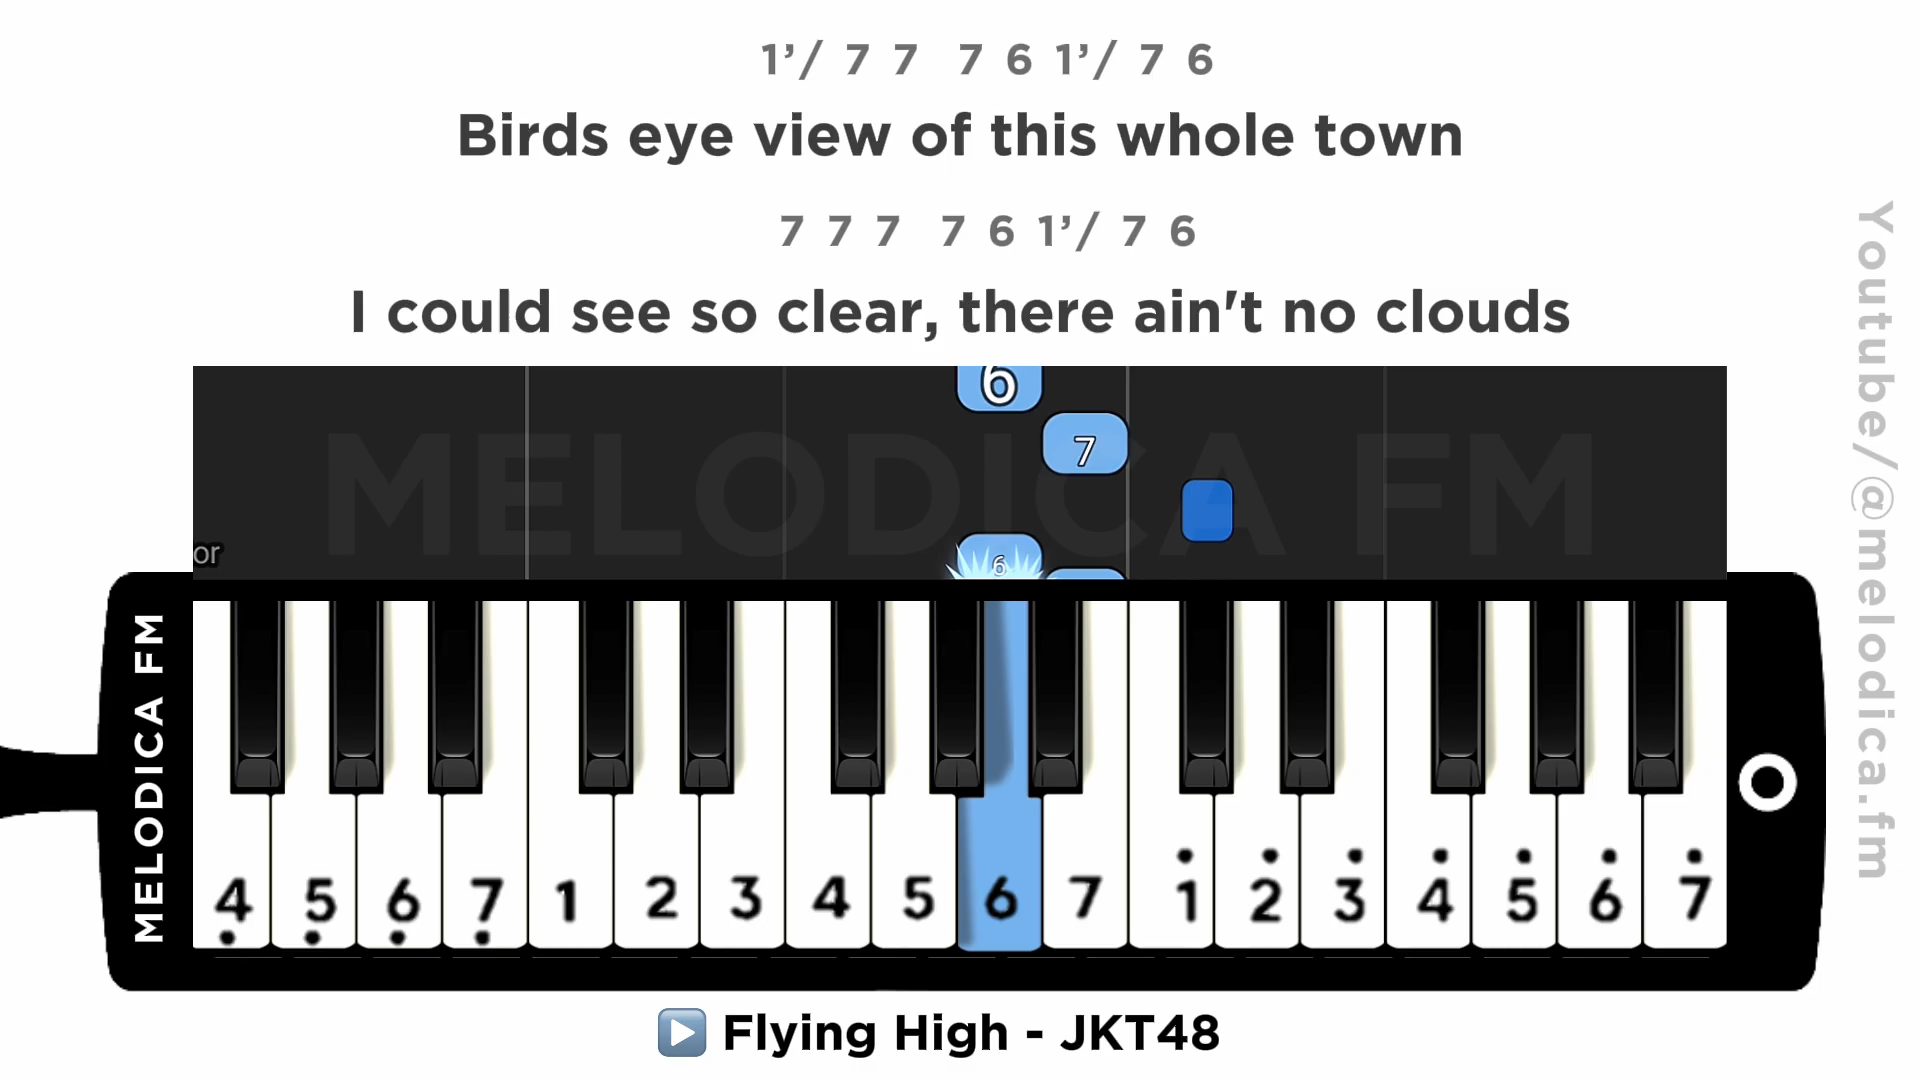 1’/ 7 7 7 6 1’/ 7 6
Birds eye view of this whole town
7 7 7 7 6 1’/ 7 6
I could see so clear, there ain't no clouds
6
7
MELODICA FM
or
6
MELODICA FM
4 5 6 7 1 2 3 4 5 6 7 1 2 3 4 5 6 7
Flying High - JKT48
Youtube/@melodica.fm